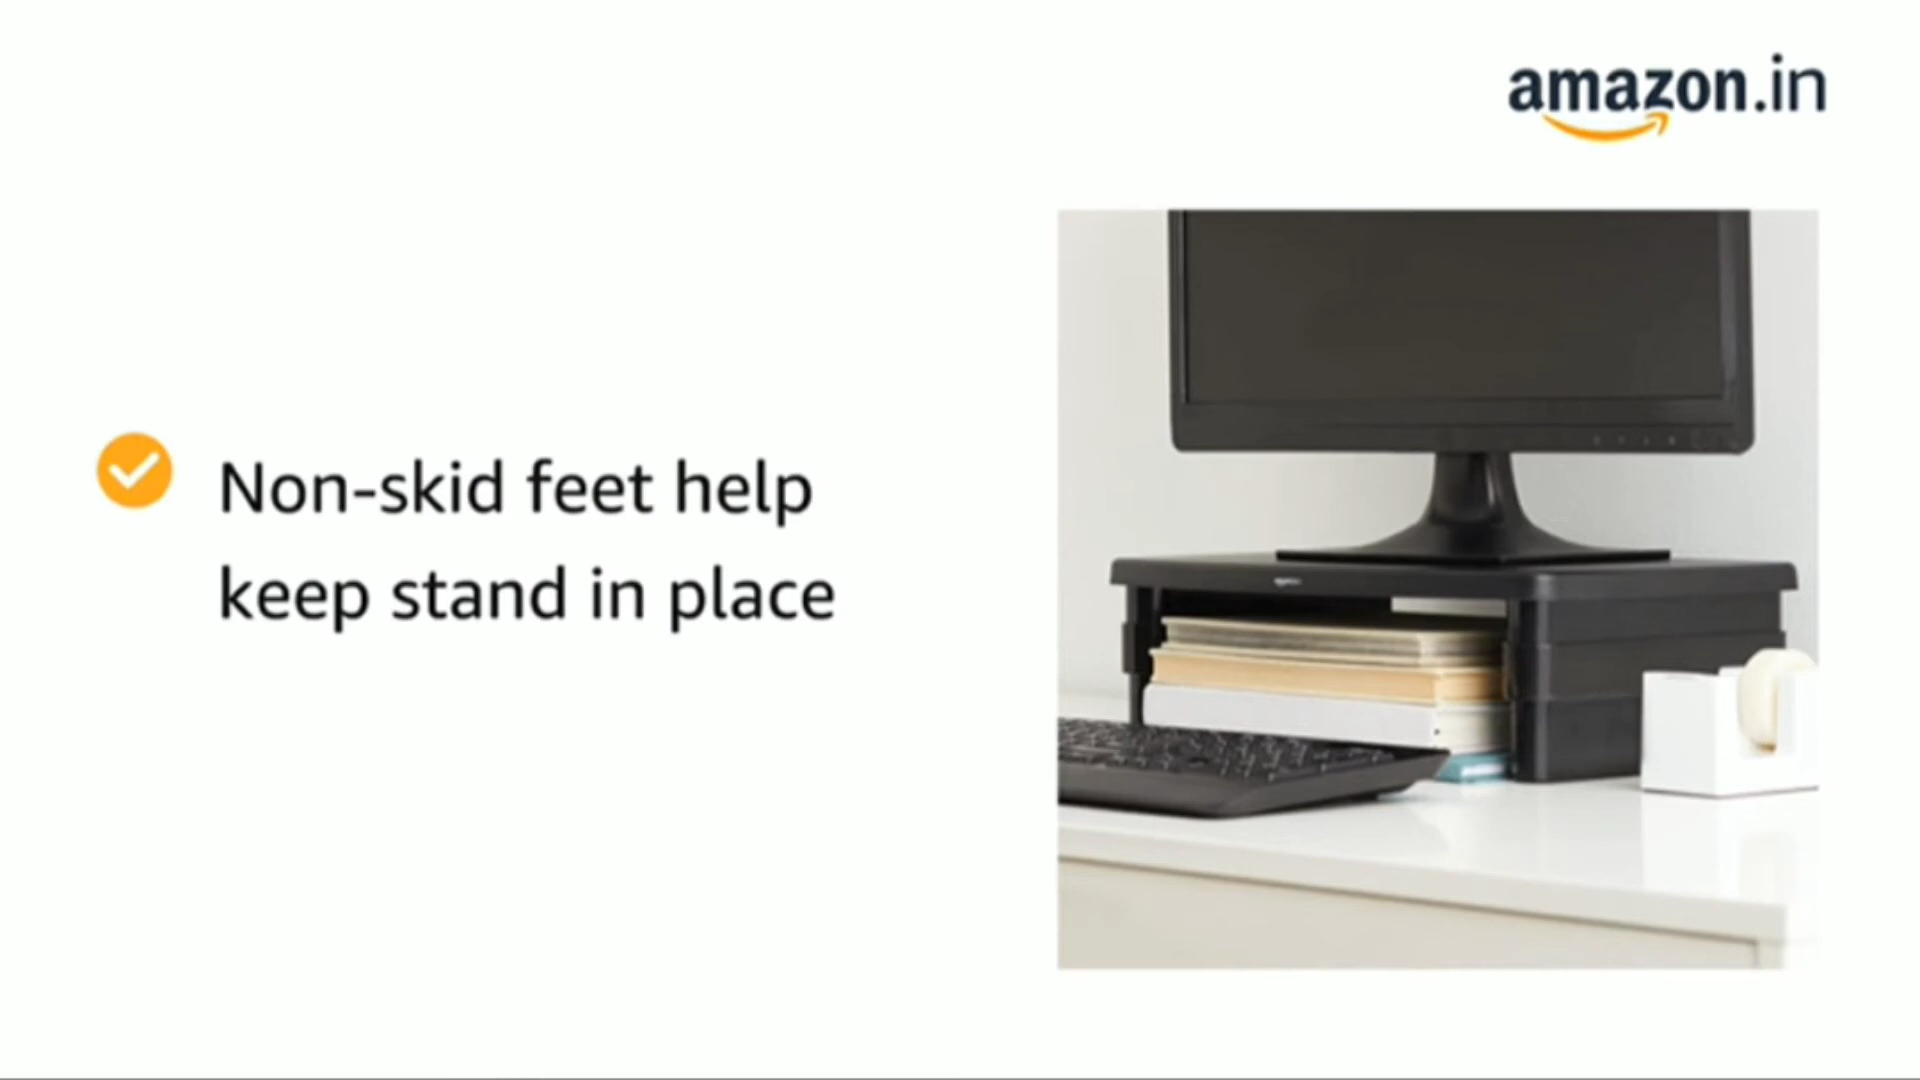 amazon.in
Non-skid feet help
keep stand in place